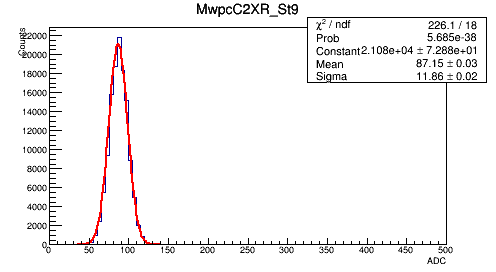 MwpcC2XR_St9
χ² / ndf 226.1 / 18
Prob 5.685e-38
Constant 2.108e+04 ± 7.288e+01
Mean 87.15 ± 0.03
Sigma 11.86 ± 0.02
Counts
22000
20000
18000
16000
14000
12000
10000
8000
6000
4000
2000
0
0 50 100 150 200 250 300 350 400 450 500
ADC